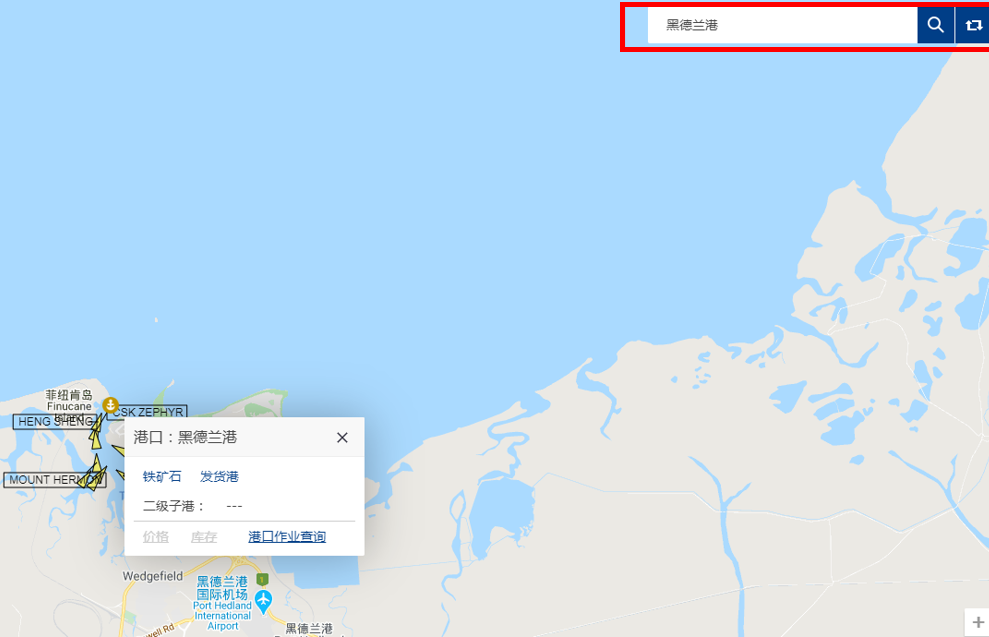 黑德兰港
菲纽肯岛
Finucane
Island
CSK ZEPHYR
HENG SHENG
港口：黑德兰港
铁矿石 发货港
MOUNT HERMON
二级子港： ---
价格 库存 港口作业查询
Wedgefield
黑德兰港
国际机场
Port Hedland
International
Airport
1
黑德兰港